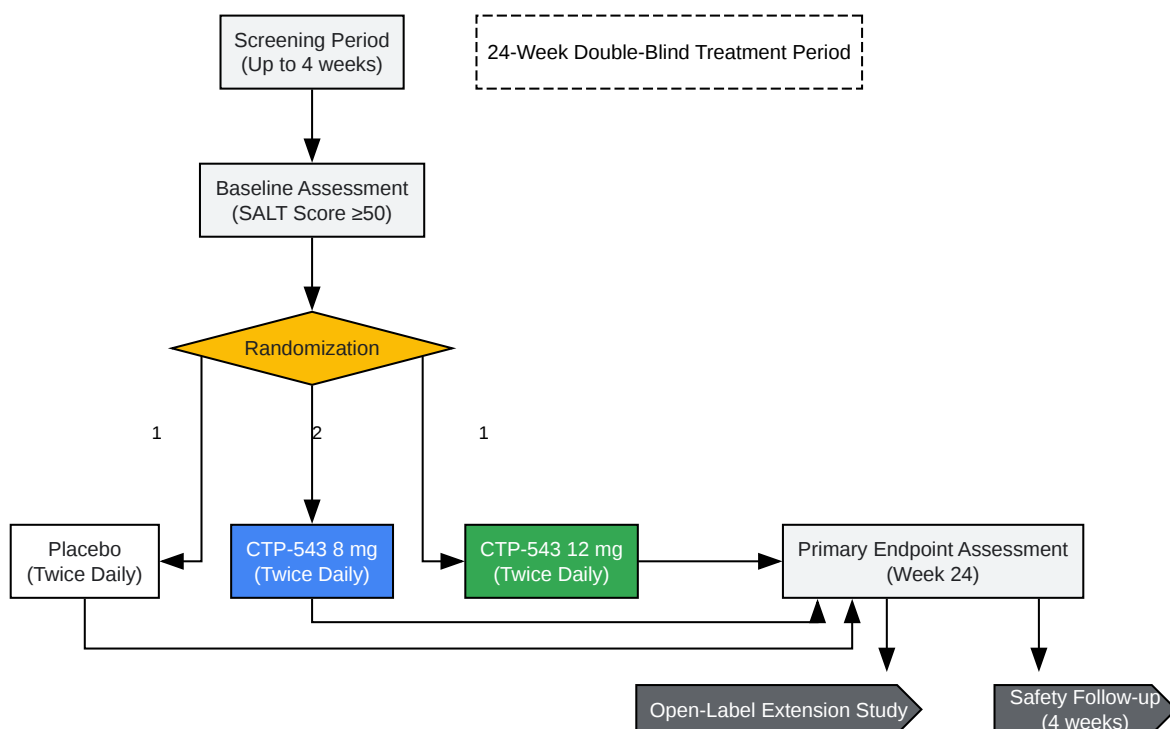 Screening Period
(Up to 4 weeks)
24-Week Double-Blind Treatment Period
Baseline Assessment
(SALT Score ≥50)
Randomization
1
2
1
Placebo
(Twice Daily)
CTP-543 8 mg
(Twice Daily)
CTP-543 12 mg
(Twice Daily)
Primary Endpoint Assessment
(Week 24)
Open-Label Extension Study
Safety Follow-up
(4 weeks)